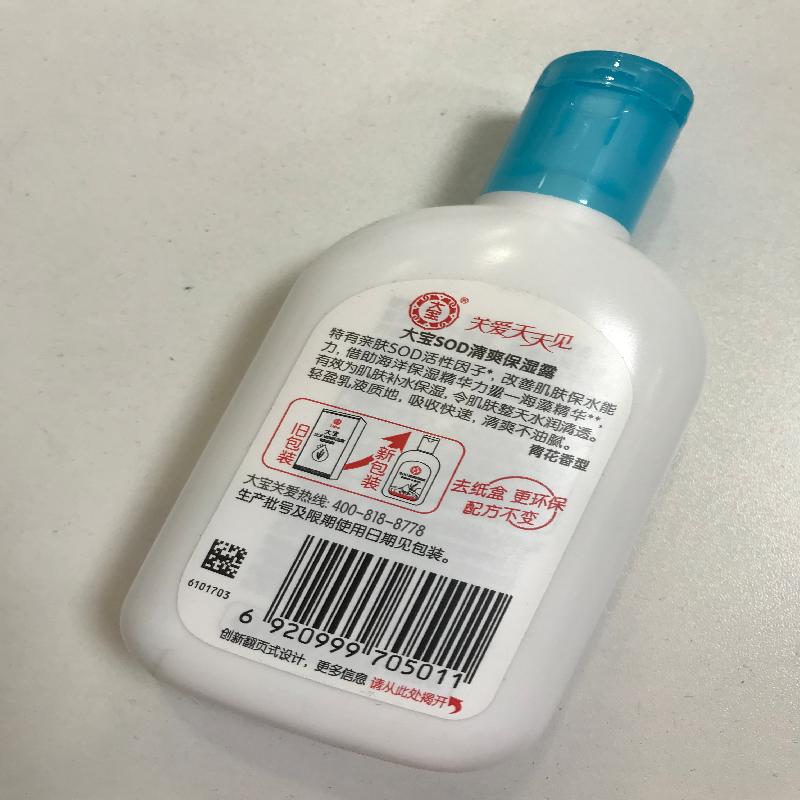 大宝® 关爱天天见
大宝SOD清爽保湿露
特有亲肤SOD活性因子*，改善肌肤保水能
力，借助海洋保湿精华力量—海藻精华**，
有效为肌肤补水保湿，令肌肤整天水润清透。
轻盈乳液质地，吸收快速，清爽不油腻。
荷花香型
旧包装
大宝
新包装
去纸盒 更环保
配方不变
大宝关爱热线: 400-818-8778
生产批号及限期使用日期见包装。
6101703
6 920999 705011
创新翻页式设计，更多信息 请从此处揭开